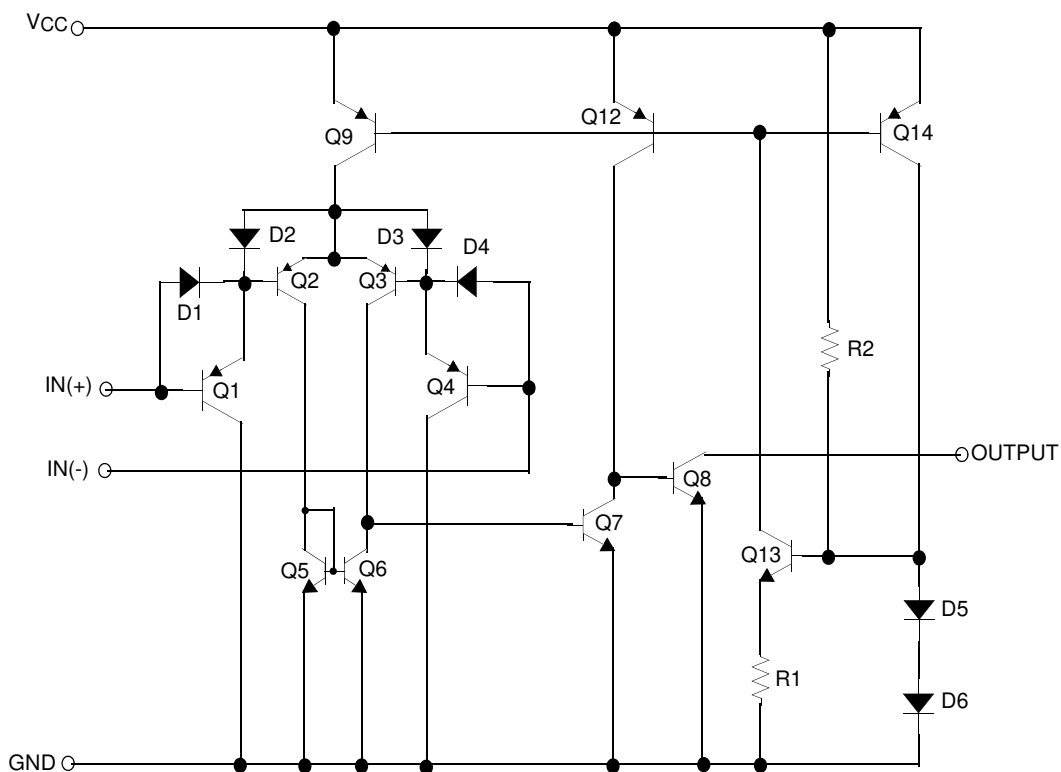 VCC
Q9
Q12
Q14
D2
D3
D4
Q2
Q3
D1
R2
IN(+)
Q1
Q4
IN(-)
OUTPUT
Q8
Q7
Q13
Q5
Q6
D5
R1
D6
GND